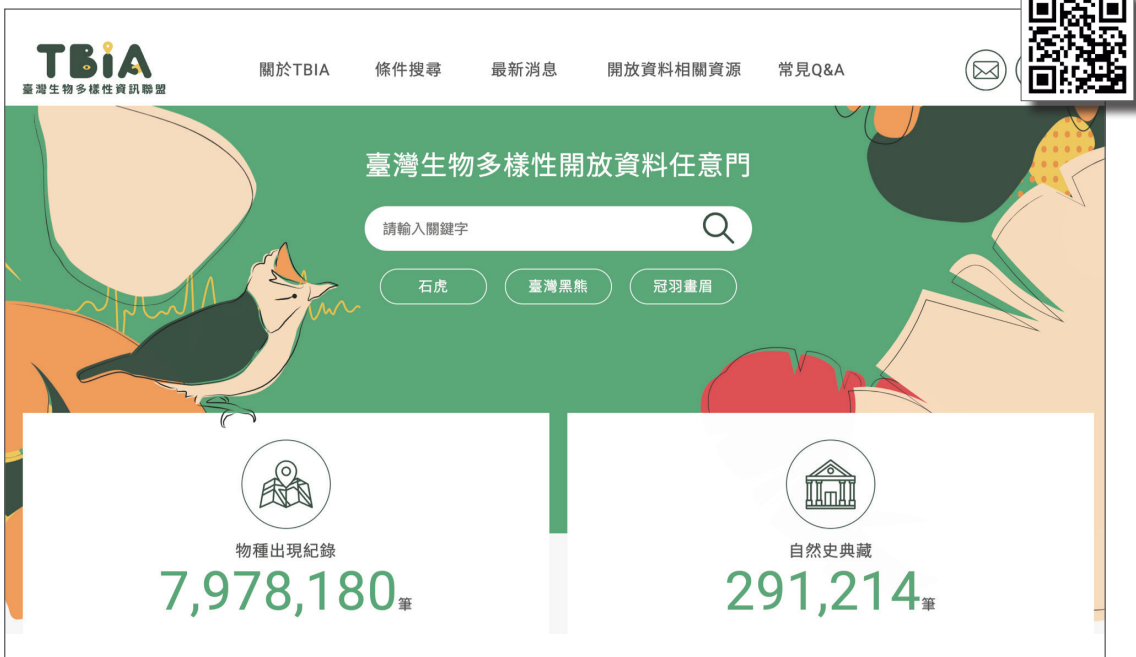 TBiA
臺灣生物多樣性資訊聯盟
關於TBIA 條件搜尋 最新消息 開放資料相關資源 常見Q&A
臺灣生物多樣性開放資料任意門
請輸入關鍵字
石虎 臺灣黑熊 冠羽畫眉
物種出現紀錄
7,978,180筆
自然史典藏
291,214筆